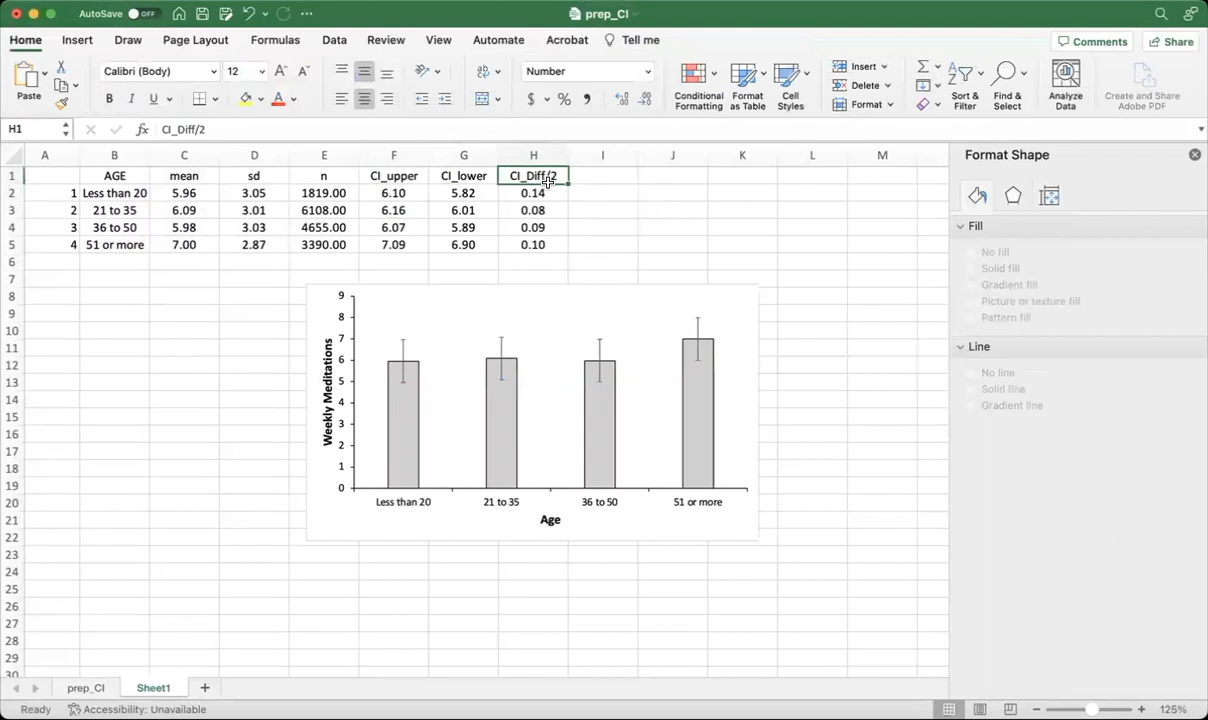 AutoSave OFF prep_CI
Home Insert Draw Page Layout Formulas Data Review View Automate Acrobat Tell me Comments Share
Paste Calibri (Body) 12 A A Number Conditional Formatting Format as Table Cell Styles Insert Delete Format Sort & Filter Find & Select Analyze Data Create and Share Adobe PDF
B I U A $ % ,
H1 fx CI_Diff/2
A B C D E F G H I J K L M
1 AGE mean sd n CI_upper CI_lower CI_Diff/2
2 1 Less than 20 5.96 3.05 1819.00 6.10 5.82 0.14
3 2 21 to 35 6.09 3.01 6108.00 6.16 6.01 0.08
4 3 36 to 50 5.98 3.03 4655.00 6.07 5.89 0.09
5 4 51 or more 7.00 2.87 3390.00 7.09 6.90 0.10
6
7
8
9
10
11
12
13
14
15
16
17
18
19
20
21
22
23
24
25
26
27
28
29
30
9
8
7
6
5
4
3
2
1
0
Weekly Meditations
Less than 20 21 to 35 36 to 50 51 or more
Age
Format Shape
Fill
No fill
Solid fill
Gradient fill
Picture or texture fill
Pattern fill
Line
No line
Solid line
Gradient line
prep_CI Sheet1
Ready Accessibility: Unavailable 125%